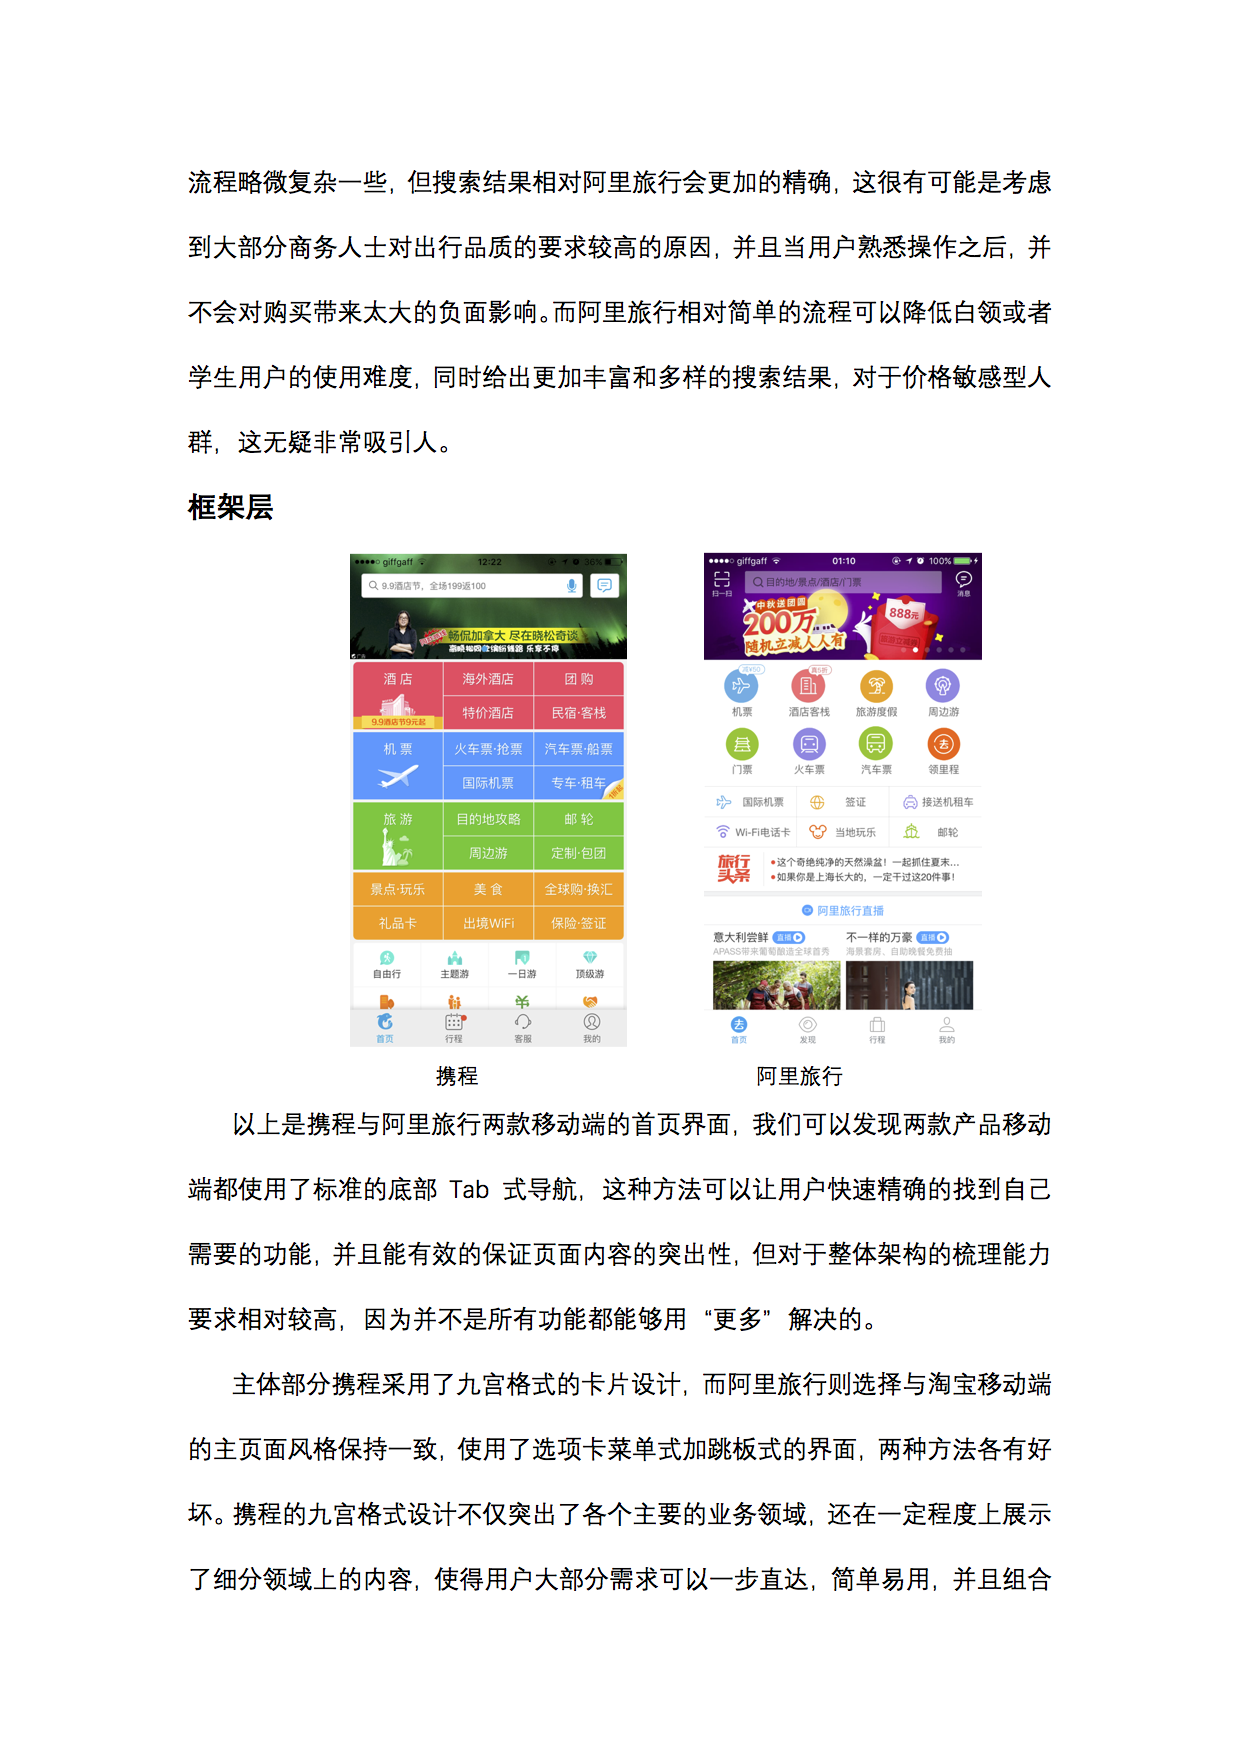 流程略微复杂一些，但搜索结果相对阿里旅行会更加的精确，这很有可能是考虑
到大部分商务人士对出行品质的要求较高的原因，并且当用户熟悉操作之后，并
不会对购买带来太大的负面影响。而阿里旅行相对简单的流程可以降低白领或者
学生用户的使用难度，同时给出更加丰富和多样的搜索结果，对于价格敏感型人
群，这无疑非常吸引人。
框架层
giffgaff 12:22 36%
9.9酒店节，全场199返100
畅侃加拿大 尽在晓松奇谈
酒店 海外酒店 团购
9.9酒店节9元起 特价酒店 民宿·客栈
机票 火车票·抢票 汽车票·船票
国际机票 专车·租车
旅游 目的地攻略 邮轮
周边游 定制·包团
景点·玩乐 美食 全球购·换汇
礼品卡 出境WiFi 保险·签证
自由行 主题游 一日游 顶级游
首页 行程 客服 我的
giffgaff 01:10 100%
扫一扫 目的地/景点/酒店/门票 消息
中秋送团圆
200万
随机立减人人有
888元
机票 酒店客栈 旅游度假 周边游
门票 火车票 汽车票 领里程
国际机票 签证 接送机租车
Wi-Fi电话卡 当地玩乐 邮轮
旅行头条
这个奇绝纯净的天然澡盆！一起抓住夏末...
如果你是上海长大的，一定干过这20件事！
阿里旅行直播
意大利尝鲜 直播 不一样的万豪 直播
APASS带来葡萄酿造全球首秀 海景套房、自助晚餐免费抽
首页 发现 行程 我的
携程 阿里旅行
以上是携程与阿里旅行两款移动端的首页界面，我们可以发现两款产品移动
端都使用了标准的底部 Tab 式导航，这种方法可以让用户快速精确的找到自己
需要的功能，并且能有效的保证页面内容的突出性，但对于整体架构的梳理能力
要求相对较高，因为并不是所有功能都能够用 “更多” 解决的。
主体部分携程采用了九宫格式的卡片设计，而阿里旅行则选择与淘宝移动端
的主页面风格保持一致，使用了选项卡菜单式加跳板式的界面，两种方法各有好
坏。携程的九宫格式设计不仅突出了各个主要的业务领域，还在一定程度上展示
了细分领域上的内容，使得用户大部分需求可以一步直达，简单易用，并且组合